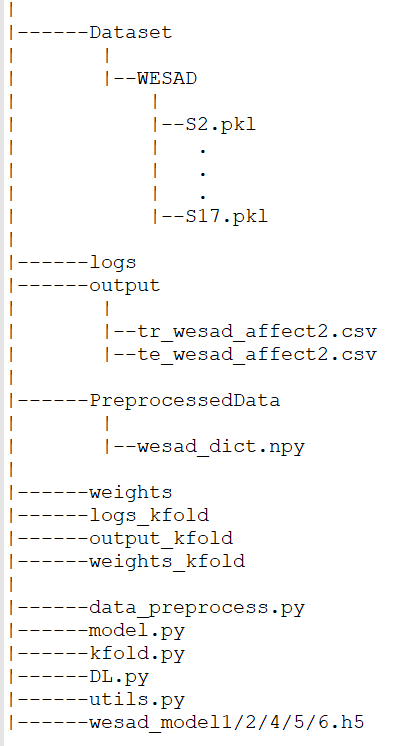 |
|------Dataset
|       |
|       |--WESAD
|           |
|           |--S2.pkl
|           |   .
|           |   .
|           |   .
|           |--S17.pkl
|
|------logs
|------output
|       |
|       |--tr_wesad_affect2.csv
|       |--te_wesad_affect2.csv
|
|------PreprocessedData
|       |
|       |--wesad_dict.npy
|
|------weights
|------logs_kfold
|------output_kfold
|------weights_kfold
|
|------data_preprocess.py
|------model.py
|------kfold.py
|------DL.py
|------utils.py
|------wesad_model1/2/4/5/6.h5